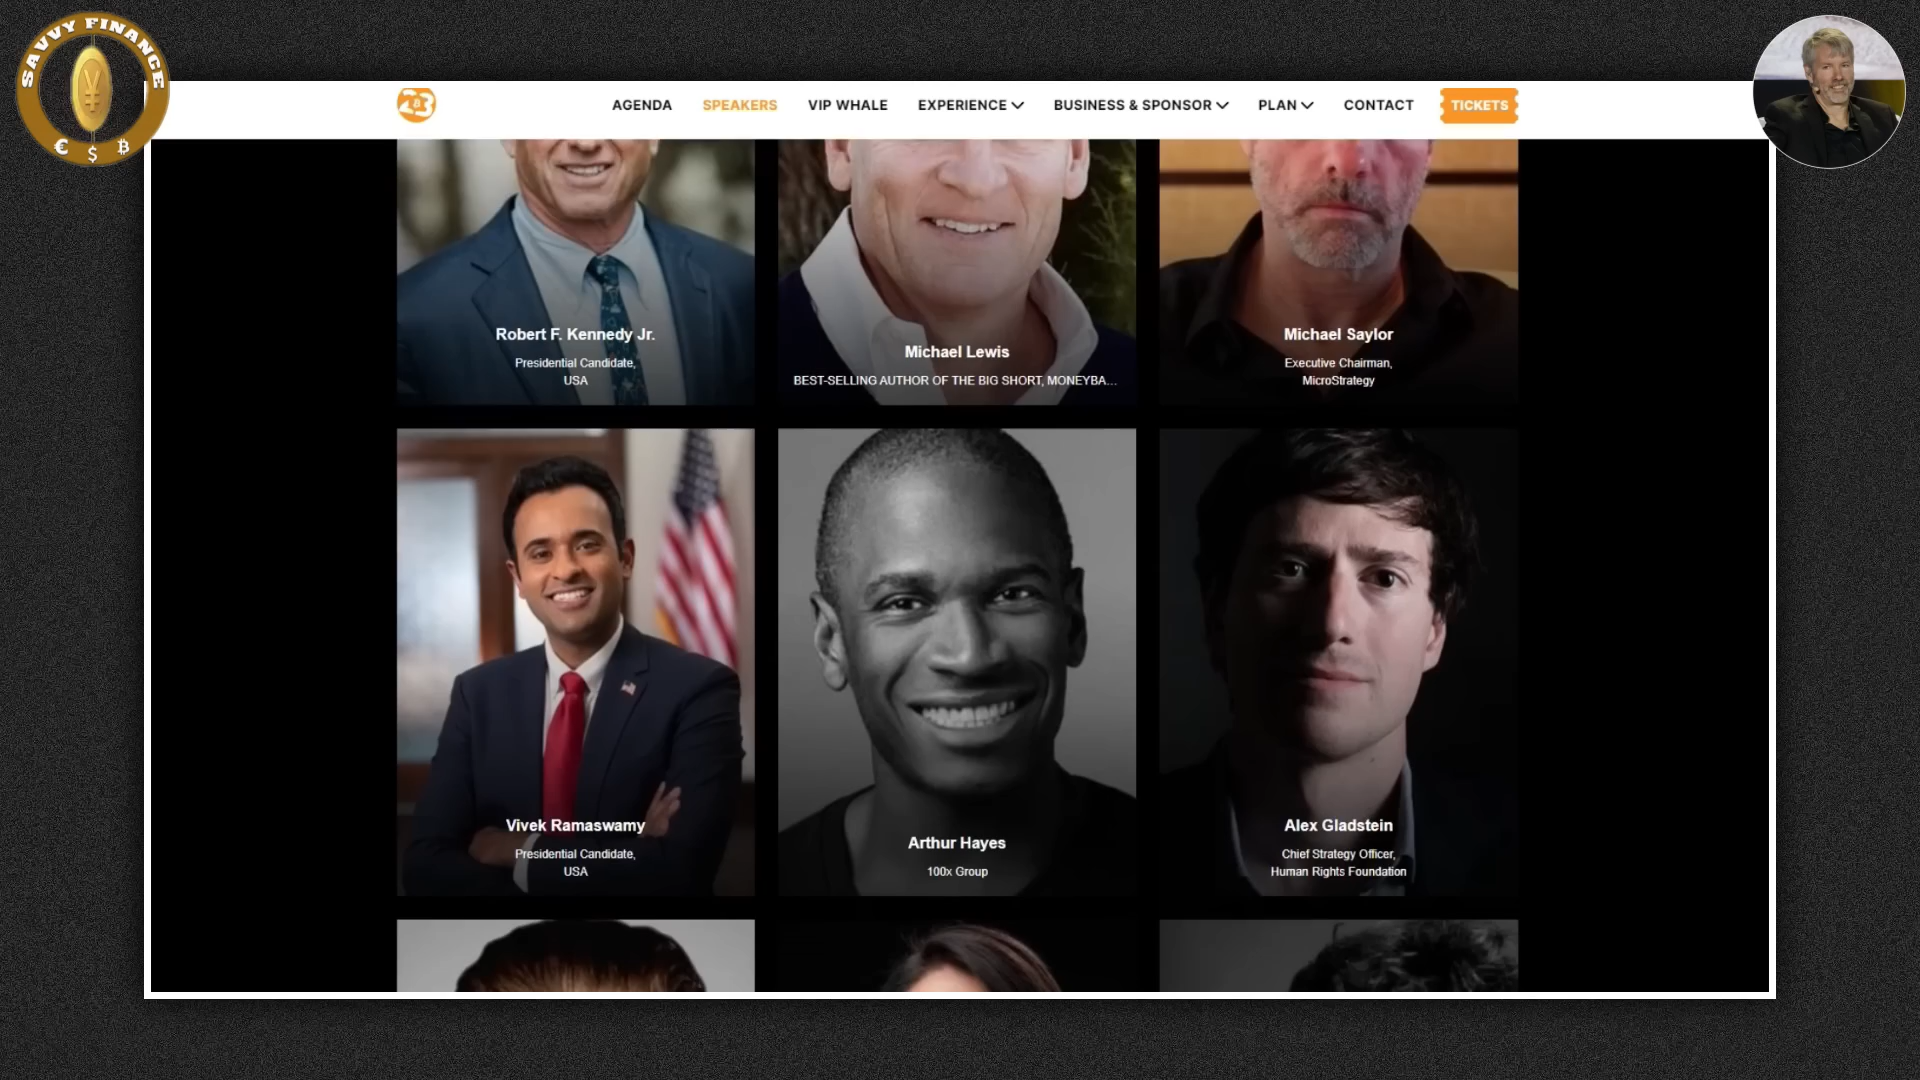 SAVVY FINANCE
¥
€ $ ₿
B23
AGENDA SPEAKERS VIP WHALE EXPERIENCE BUSINESS & SPONSOR PLAN CONTACT TICKETS
Robert F. Kennedy Jr.
Presidential Candidate,
USA
Michael Lewis
BEST-SELLING AUTHOR OF THE BIG SHORT, MONEYBA...
Michael Saylor
Executive Chairman,
MicroStrategy
Vivek Ramaswamy
Presidential Candidate,
USA
Arthur Hayes
100x Group
Alex Gladstein
Chief Strategy Officer,
Human Rights Foundation